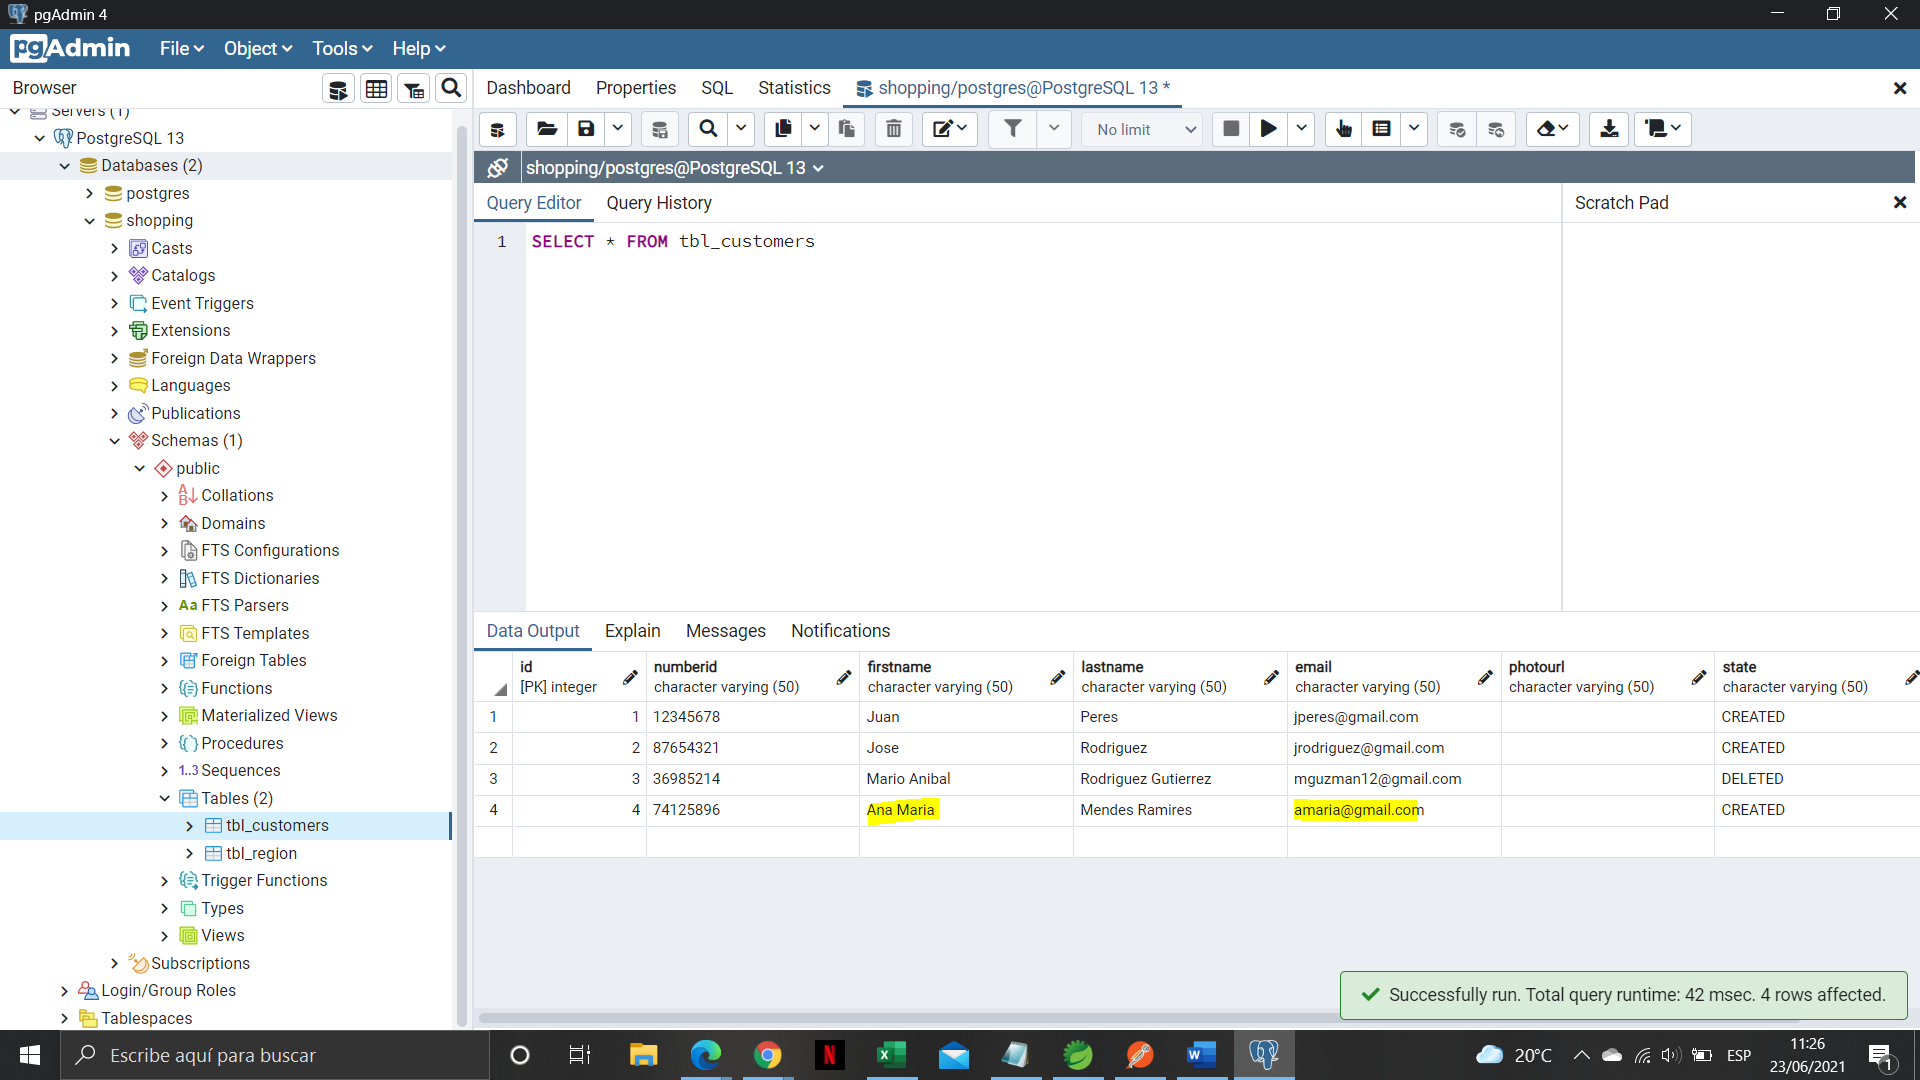 pgAdmin 4
pgAdmin File Object Tools Help
Browser
Servers (1)
PostgreSQL 13
Databases (2)
postgres
shopping
Casts
Catalogs
Event Triggers
Extensions
Foreign Data Wrappers
Languages
Publications
Schemas (1)
public
Collations
Domains
FTS Configurations
FTS Dictionaries
Aa FTS Parsers
FTS Templates
Foreign Tables
Functions
Materialized Views
Procedures
1..3 Sequences
Tables (2)
tbl_customers
tbl_region
Trigger Functions
Types
Views
Subscriptions
Login/Group Roles
Tablespaces
Dashboard Properties SQL Statistics shopping/postgres@PostgreSQL 13 *
No limit
shopping/postgres@PostgreSQL 13
Query Editor Query History
Scratch Pad
1 SELECT * FROM tbl_customers
Data Output Explain Messages Notifications
id numberid firstname lastname email photourl state
[PK] integer character varying (50) character varying (50) character varying (50) character varying (50) character varying (50) character varying (50)
1 1 12345678 Juan Peres jperes@gmail.com CREATED
2 2 87654321 Jose Rodriguez jrodriguez@gmail.com CREATED
3 3 36985214 Mario Anibal Rodriguez Gutierrez mguzman12@gmail.com DELETED
4 4 74125896 Ana Maria Mendes Ramires amaria@gmail.com CREATED
Successfully run. Total query runtime: 42 msec. 4 rows affected.
Escribe aquí para buscar
N
20°C
ESP
11:26
23/06/2021
1